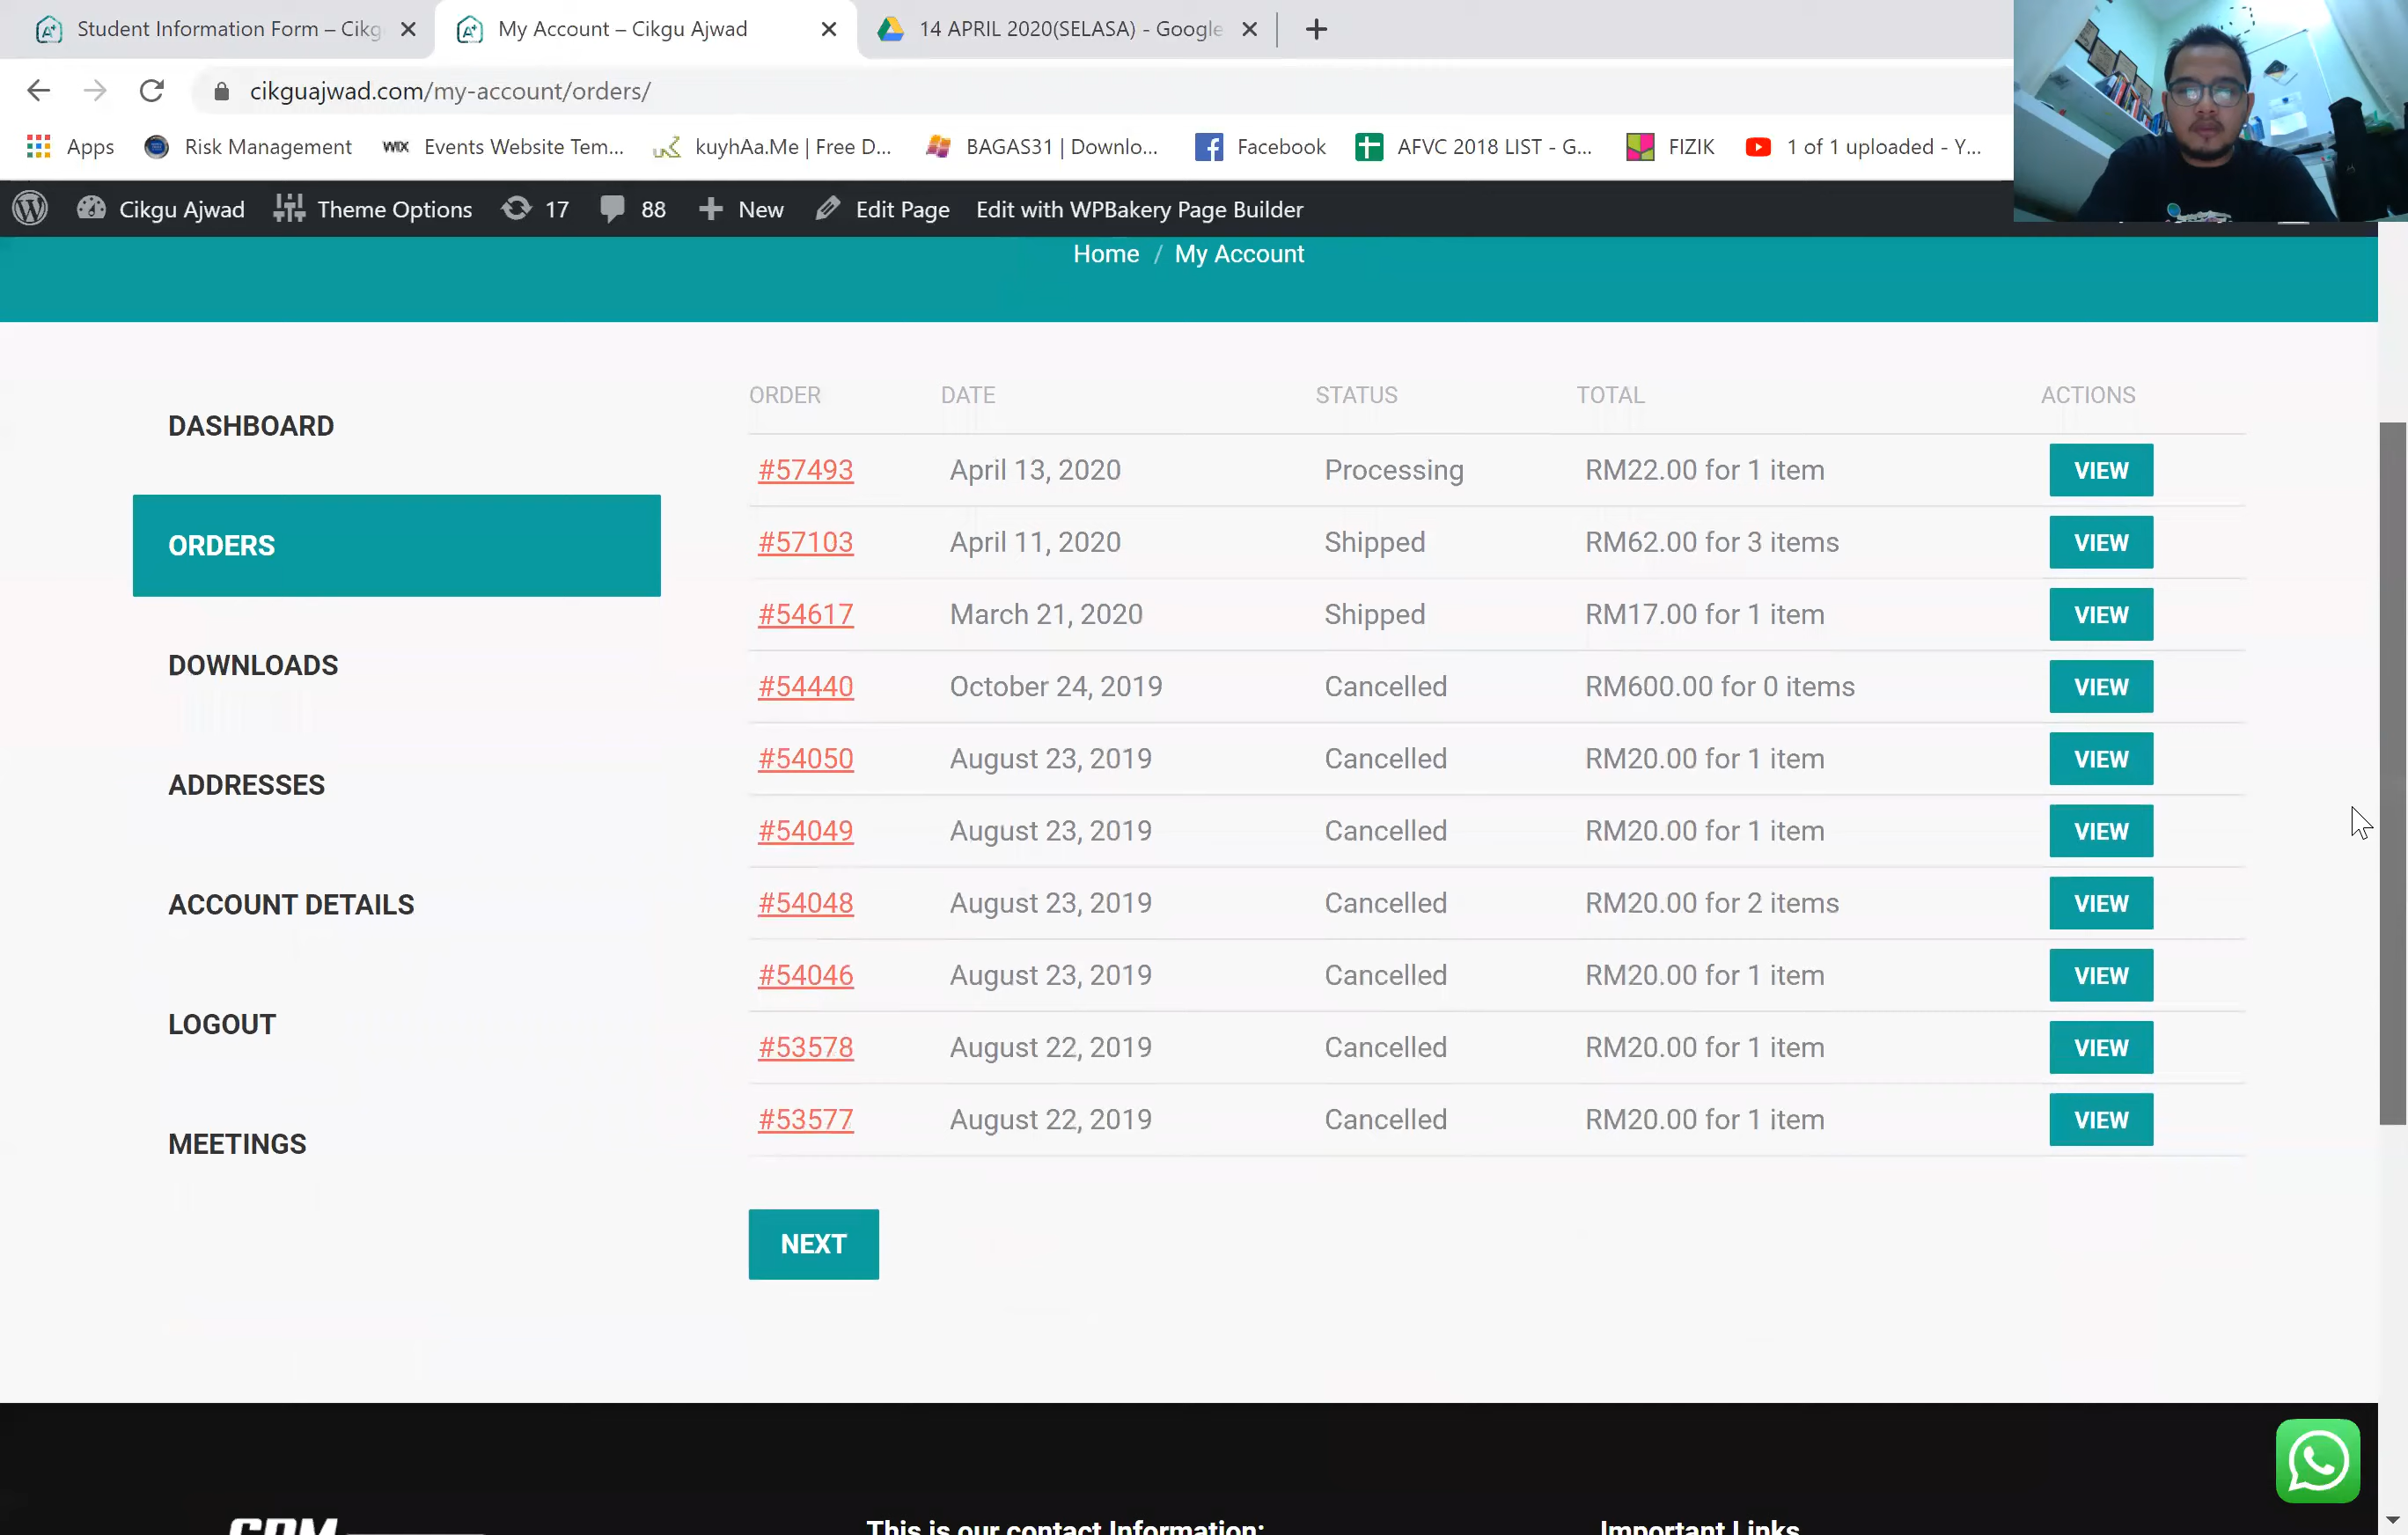 Student Information Form – Cikg
My Account – Cikgu Ajwad
14 APRIL 2020(SELASA) - Google
cikguajwad.com/my-account/orders/
Apps
Risk Management
WIX Events Website Tem...
kuyhAa.Me | Free D...
BAGAS31 | Downlo...
Facebook
AFVC 2018 LIST - G...
FIZIK
1 of 1 uploaded - Y...
Cikgu Ajwad
Theme Options
17
88
New
Edit Page
Edit with WPBakery Page Builder
Home / My Account
DASHBOARD
ORDERS
DOWNLOADS
ADDRESSES
ACCOUNT DETAILS
LOGOUT
MEETINGS
ORDER DATE STATUS TOTAL ACTIONS
#57493 April 13, 2020 Processing RM22.00 for 1 item VIEW
#57103 April 11, 2020 Shipped RM62.00 for 3 items VIEW
#54617 March 21, 2020 Shipped RM17.00 for 1 item VIEW
#54440 October 24, 2019 Cancelled RM600.00 for 0 items VIEW
#54050 August 23, 2019 Cancelled RM20.00 for 1 item VIEW
#54049 August 23, 2019 Cancelled RM20.00 for 1 item VIEW
#54048 August 23, 2019 Cancelled RM20.00 for 2 items VIEW
#54046 August 23, 2019 Cancelled RM20.00 for 1 item VIEW
#53578 August 22, 2019 Cancelled RM20.00 for 1 item VIEW
#53577 August 22, 2019 Cancelled RM20.00 for 1 item VIEW
NEXT
This is our contact Information:
Important Links